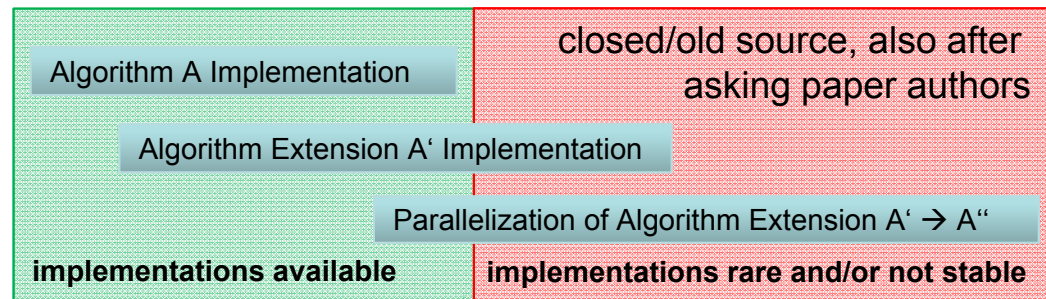 closed/old source, also after
asking paper authors
Algorithm A Implementation
Algorithm Extension A‘ Implementation
Parallelization of Algorithm Extension A‘ → A‘‘
implementations available
implementations rare and/or not stable